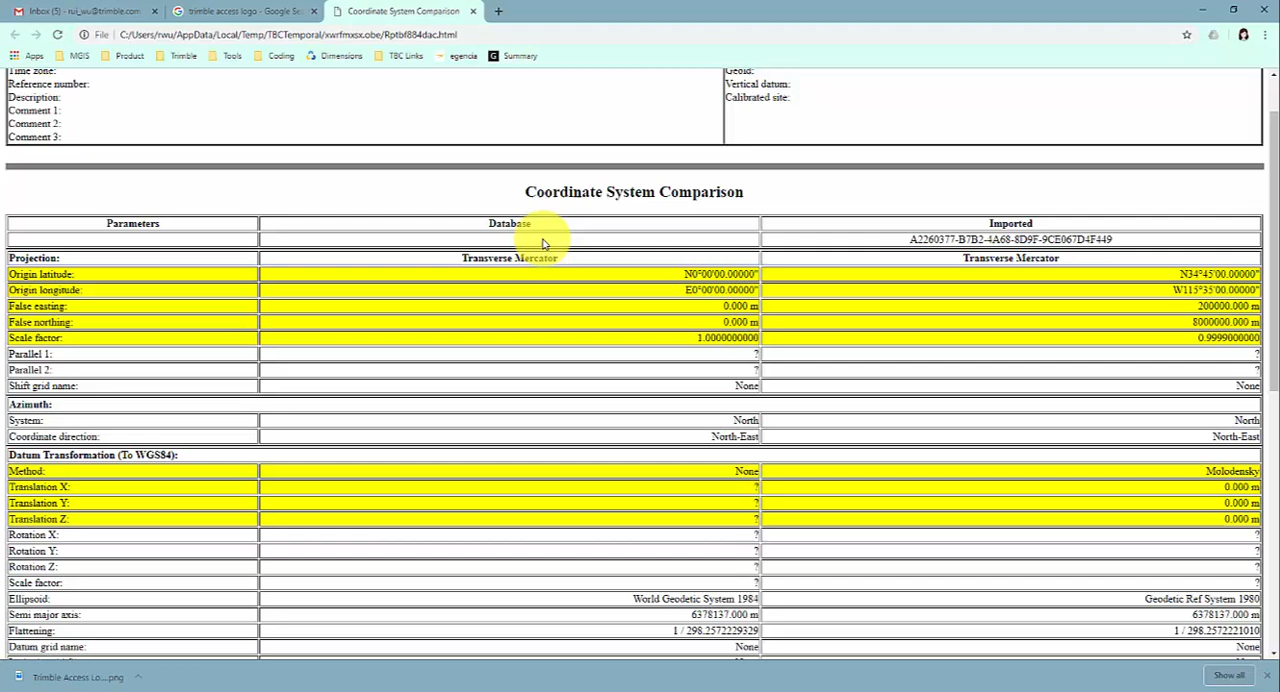 Inbox (5) - rui_wu@trimble.com
trimble access logo - Google Sea
Coordinate System Comparison
File C:/Users/rwu/AppData/Local/Temp/TBCTemporal/xwrfmxsx.obe/Rptbf884dac.html
Apps MGIS Product Trimble Tools Coding Dimensions TBC Links egencia Summary
Time zone: Geoid:
Reference number: Vertical datum:
Description: Calibrated site:
Comment 1:
Comment 2:
Comment 3:
Coordinate System Comparison
Parameters Database Imported
A2260377-B7B2-4A68-8D9F-9CE067D4F449
Projection: Transverse Mercator Transverse Mercator
Origin latitude: N0°00'00.00000" N34°45'00.00000"
Origin longitude: E0°00'00.00000" W115°35'00.00000"
False easting: 0.000 m 200000.000 m
False northing: 0.000 m 8000000.000 m
Scale factor: 1.0000000000 0.9999000000
Parallel 1: ? ?
Parallel 2: ? ?
Shift grid name: None None
Azimuth:
System: North North
Coordinate direction: North-East North-East
Datum Transformation (To WGS84):
Method: None Molodensky
Translation X: ? 0.000 m
Translation Y: ? 0.000 m
Translation Z: ? 0.000 m
Rotation X: ? ?
Rotation Y: ? ?
Rotation Z: ? ?
Scale factor: ? ?
Ellipsoid: World Geodetic System 1984 Geodetic Ref System 1980
Semi major axis: 6378137.000 m 6378137.000 m
Flattening: 1 / 298.2572229329 1 / 298.2572221010
Datum grid name: None None
Trimble Access Lo....png
Show all